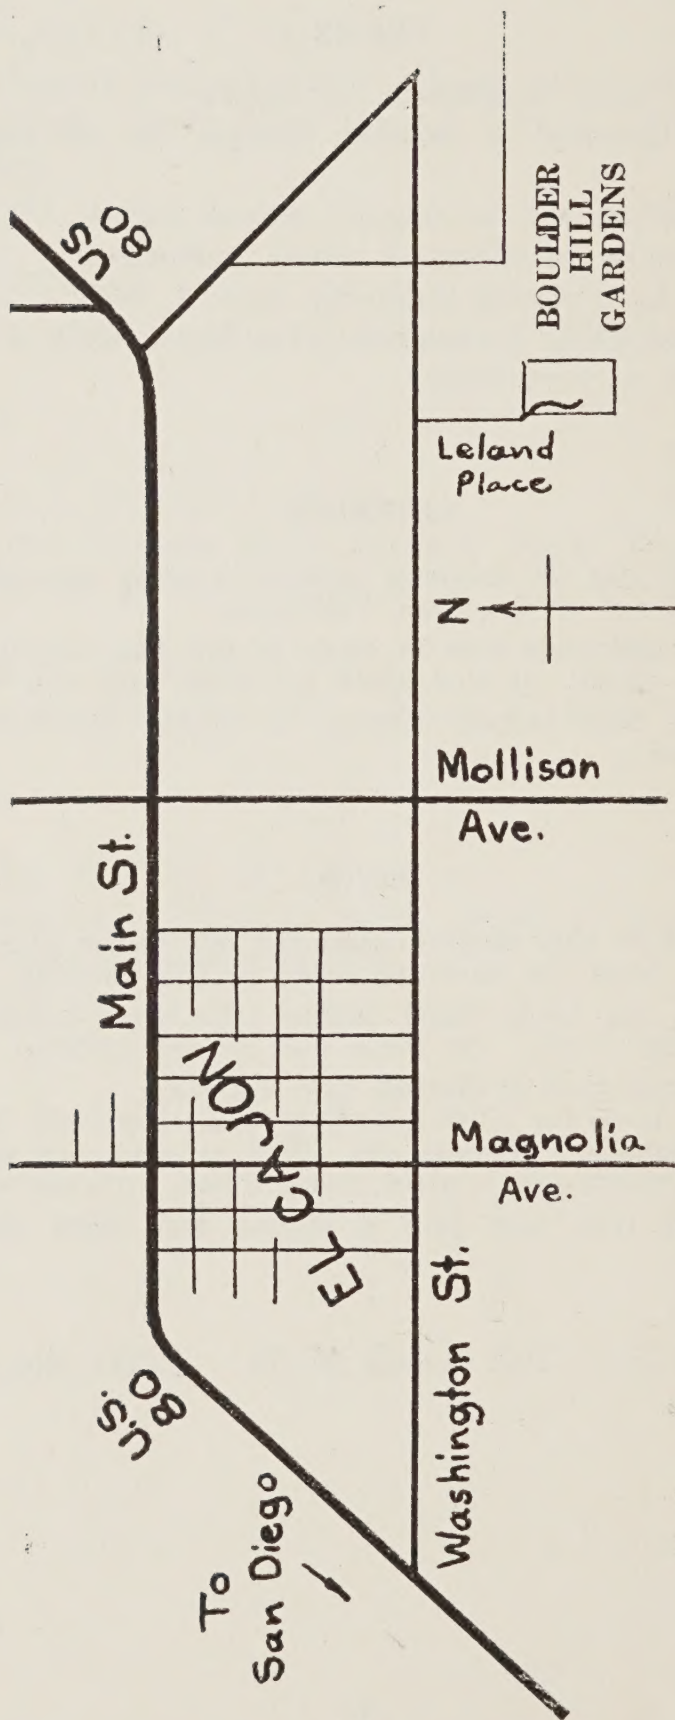 US
80
BOULDER
HILL
GARDENS
Leland
Place
N
Mollison
Ave.
Main St.
EL CAJON
Magnolia
Ave.
U.S.
80
Washington St.
To
San Diego